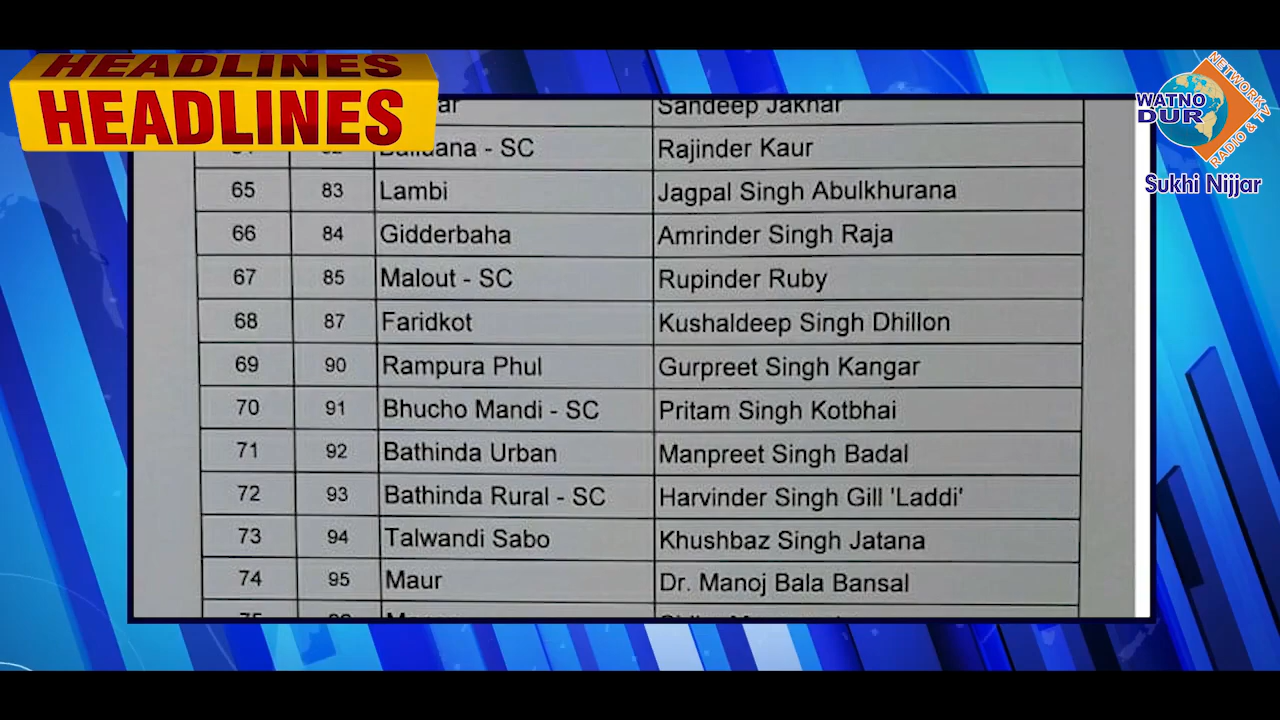 HEADLINES
HEADLINES
WATNO DUR
NETWORK7
RADIO & TV
Sukhi Nijjar
Sandeep Jakhar
- SC Rajinder Kaur
65 83 Lambi Jagpal Singh Abulkhurana
66 84 Gidderbaha Amrinder Singh Raja
67 85 Malout - SC Rupinder Ruby
68 87 Faridkot Kushaldeep Singh Dhillon
69 90 Rampura Phul Gurpreet Singh Kangar
70 91 Bhucho Mandi - SC Pritam Singh Kotbhai
71 92 Bathinda Urban Manpreet Singh Badal
72 93 Bathinda Rural - SC Harvinder Singh Gill 'Laddi'
73 94 Talwandi Sabo Khushbaz Singh Jatana
74 95 Maur Dr. Manoj Bala Bansal